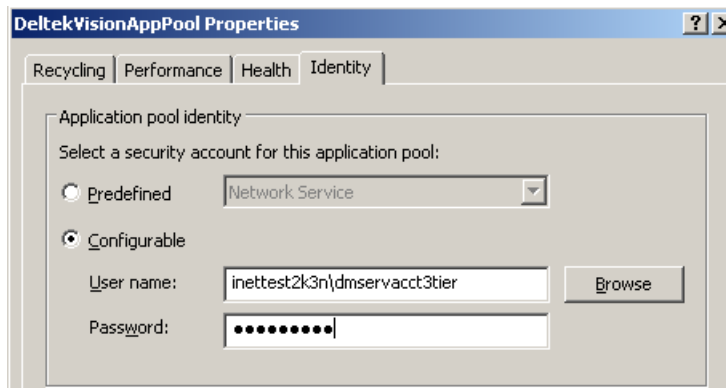 DeltekVisionAppPool Properties
Recycling Performance Health Identity
Application pool identity
Select a security account for this application pool:
Predefined Network Service
Configurable
User name: inettest2k3n\dmservacct3tier Browse
Password: ●●●●●●●●●